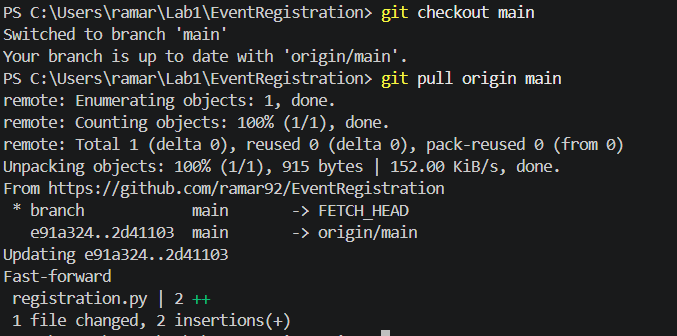 PS C:\Users\ramar\Lab1\EventRegistration> git checkout main
Switched to branch 'main'
Your branch is up to date with 'origin/main'.
PS C:\Users\ramar\Lab1\EventRegistration> git pull origin main
remote: Enumerating objects: 1, done.
remote: Counting objects: 100% (1/1), done.
remote: Total 1 (delta 0), reused 0 (delta 0), pack-reused 0 (from 0)
Unpacking objects: 100% (1/1), 915 bytes | 152.00 KiB/s, done.
From https://github.com/ramar92/EventRegistration
 * branch            main       -> FETCH_HEAD
   e91a324..2d41103  main       -> origin/main
Updating e91a324..2d41103
Fast-forward
 registration.py | 2 ++
 1 file changed, 2 insertions(+)